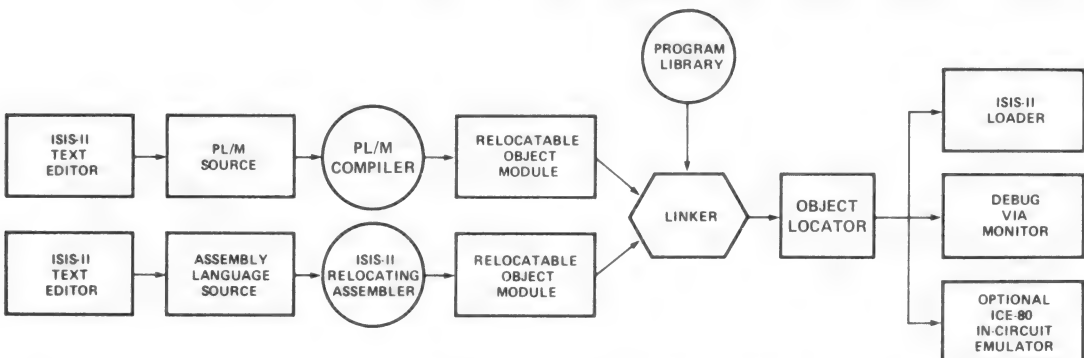 PROGRAM
LIBRARY
ISIS-II
TEXT
EDITOR
PL/M
SOURCE
PL/M
COMPILER
RELOCATABLE
OBJECT
MODULE
ISIS-II
TEXT
EDITOR
ASSEMBLY
LANGUAGE
SOURCE
ISIS-II
RELOCATING
ASSEMBLER
RELOCATABLE
OBJECT
MODULE
LINKER
OBJECT
LOCATOR
ISIS-II
LOADER
DEBUG
VIA
MONITOR
OPTIONAL
ICE-80
IN-CIRCUIT
EMULATOR